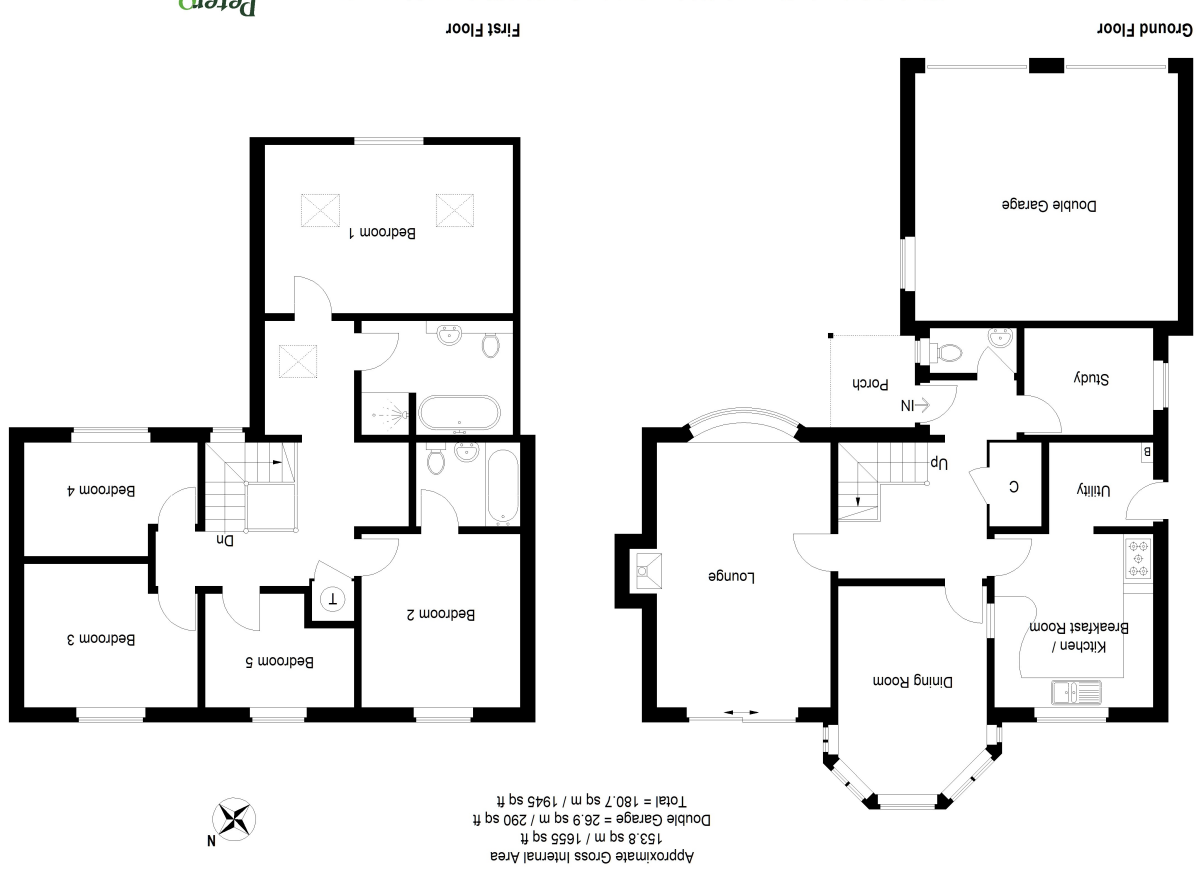 Approximate Gross Internal Area
153.8 sq m / 1655 sq ft
Double Garage = 26.9 sq m / 290 sq ft
Total = 180.7 sq m / 1945 sq ft
N
Dining Room
Kitchen /
Breakfast Room
Lounge
Utility
B
C
Up
Study
IN
Porch
Double Garage
Ground Floor
Bedroom 3
Bedroom 5
Bedroom 2
T
Dn
Bedroom 4
Bedroom 1
First Floor